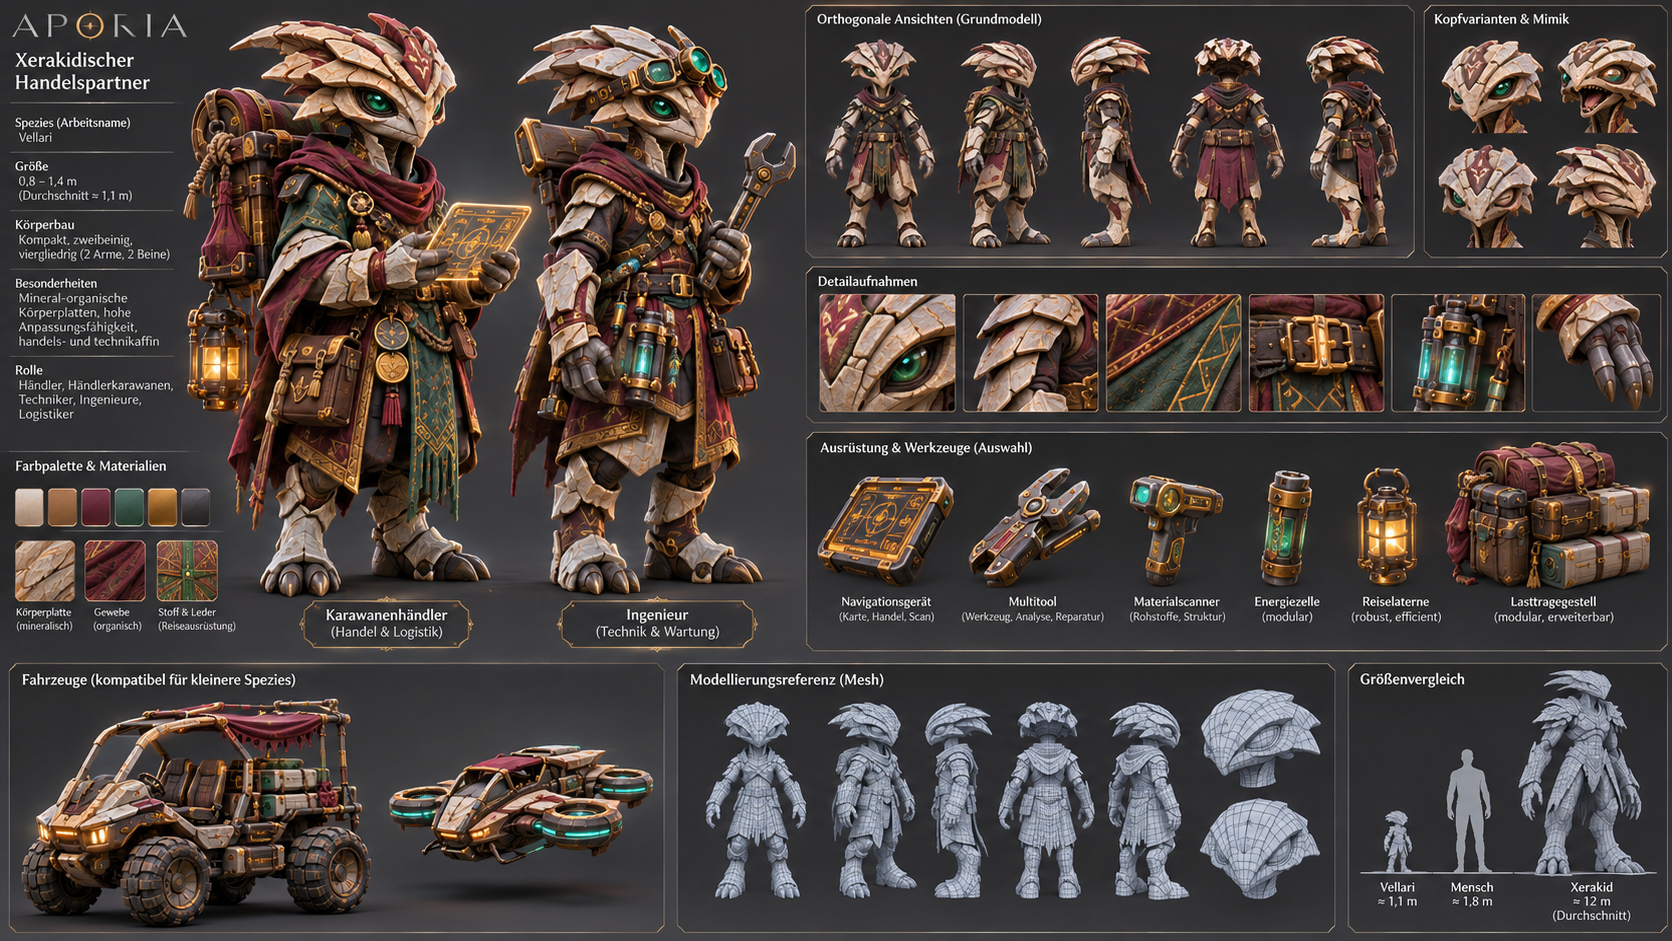 APORIA
Xerakidischer
Handelspartner
Spezies (Arbeitsname)
Vellari
Größe
0,8 – 1,4 m
(Durchschnitt ≈ 1,1 m)
Körperbau
Kompakt, zweibeinig,
viergliedrig (2 Arme, 2 Beine)
Besonderheiten
Mineral-organische
Körperplatten, hohe
Anpassungsfähigkeit,
handels- und technikaffin
Rolle
Händler, Händlerkarawanen,
Techniker, Ingenieure,
Logistiker
Farbpalette & Materialien
Körperplatte
(mineralisch)
Gewebe
(organisch)
Stoff & Leder
(Reiseausrüstung)
Karawanenhändler
(Handel & Logistik)
Ingenieur
(Technik & Wartung)
Orthogonale Ansichten (Grundmodell)
Kopfvarianten & Mimik
Detailaufnahmen
Ausrüstung & Werkzeuge (Auswahl)
Navigationsgerät
(Karte, Handel, Scan)
Multitool
(Werkzeug, Analyse, Reparatur)
Materialscanner
(Rohstoffe, Struktur)
Energiezelle
(modular)
Reiselaterne
(robust, efficient)
Lasttragegestell
(modular, erweiterbar)
Fahrzeuge (kompatibel für kleinere Spezies)
Modellierungsreferenz (Mesh)
Größenvergleich
Vellari
≈ 1,1 m
Mensch
≈ 1,8 m
Xerakid
≈ 12 m
(Durchschnitt)